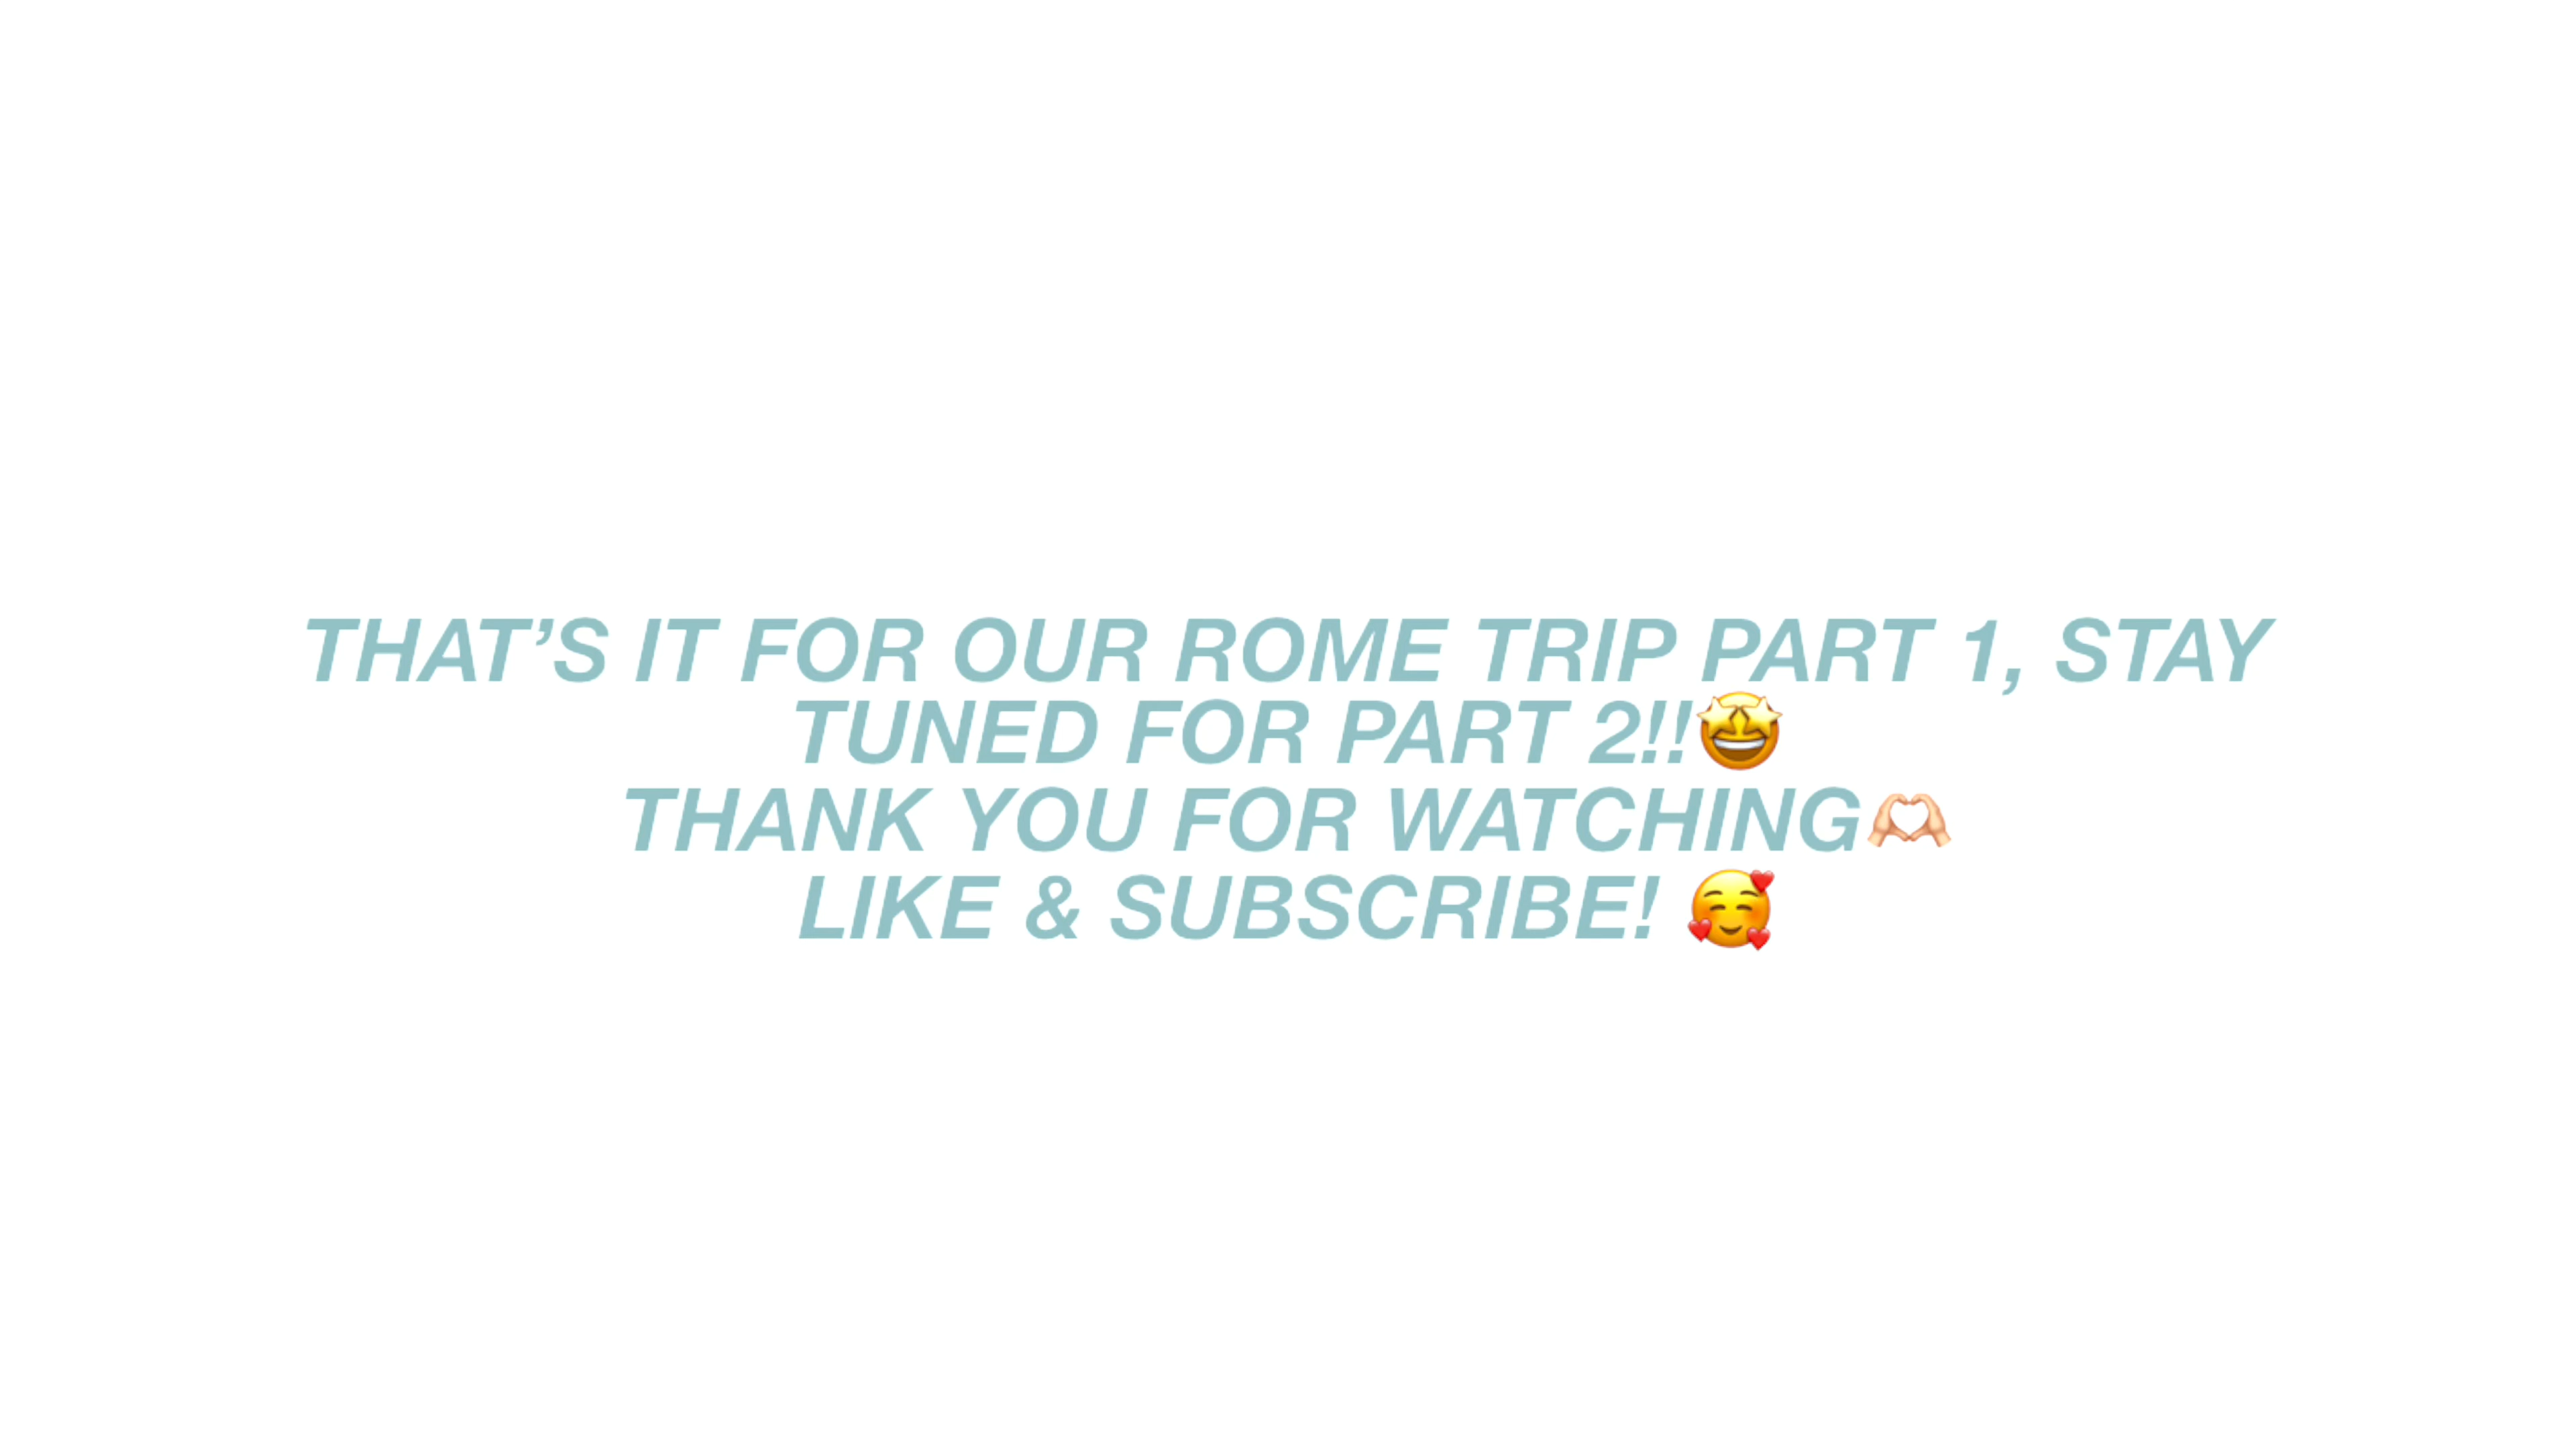 THAT’S IT FOR OUR ROME TRIP PART 1, STAY
TUNED FOR PART 2!!🤩
THANK YOU FOR WATCHING🫶🏻
LIKE & SUBSCRIBE! 🥰